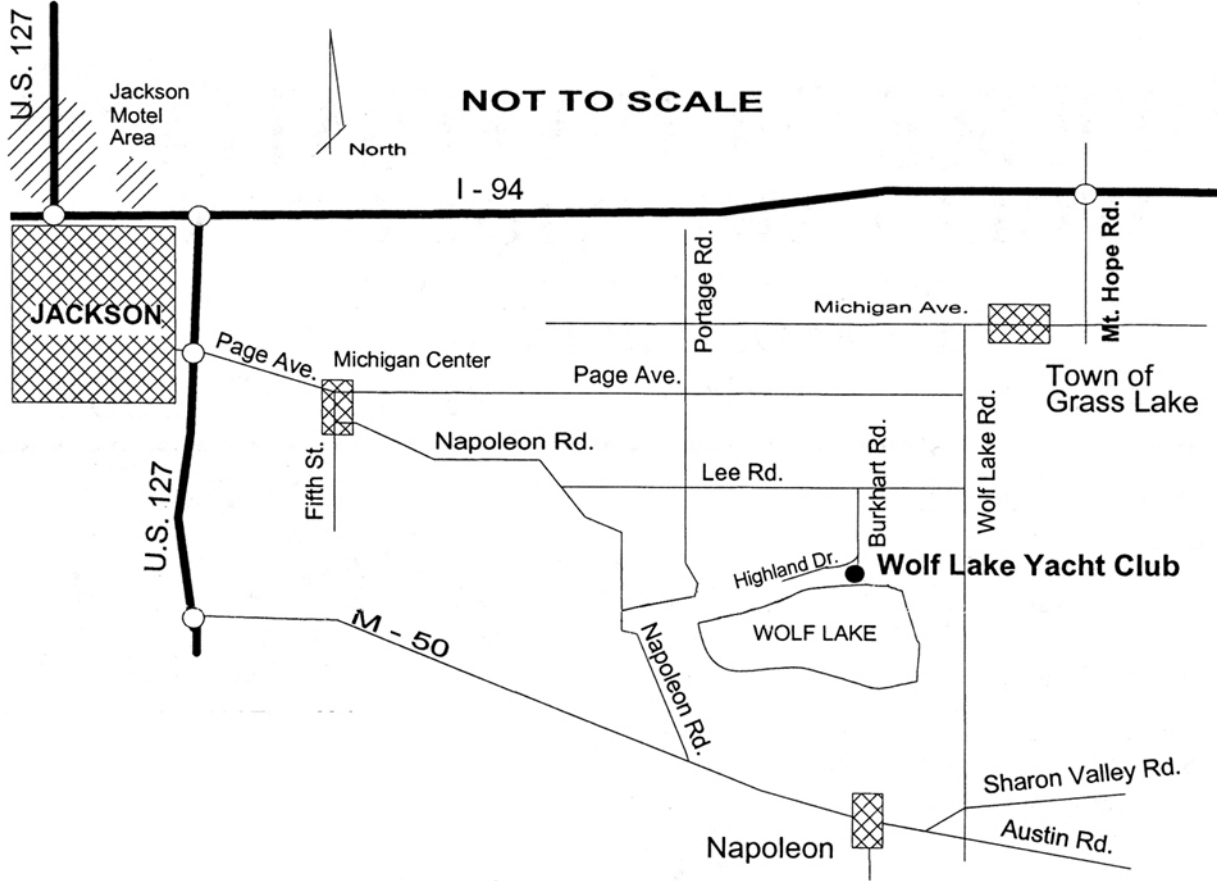 U.S. 127
Jackson
Motel
Area
North
NOT TO SCALE
I - 94
JACKSON
Portage Rd.
Mt. Hope Rd.
Michigan Ave.
Page Ave.
Michigan Center
Page Ave.
Town of
Grass Lake
Napoleon Rd.
Fifth St.
Lee Rd.
Burkhart Rd.
Wolf Lake Rd.
U.S. 127
Highland Dr.
Wolf Lake Yacht Club
M - 50
WOLF LAKE
Napoleon Rd.
Sharon Valley Rd.
Austin Rd.
Napoleon